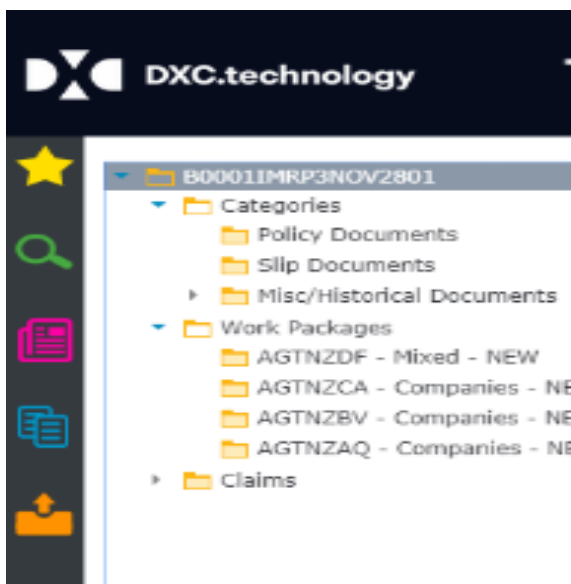 DXC.technology
B0001IMRP3NOV2801
Categories
Policy Documents
Slip Documents
Misc/Historical Documents
Work Packages
AGTNZDF - Mixed - NEW
AGTNZCA - Companies - NE
AGTNZBV - Companies - NE
AGTNZAQ - Companies - NE
Claims